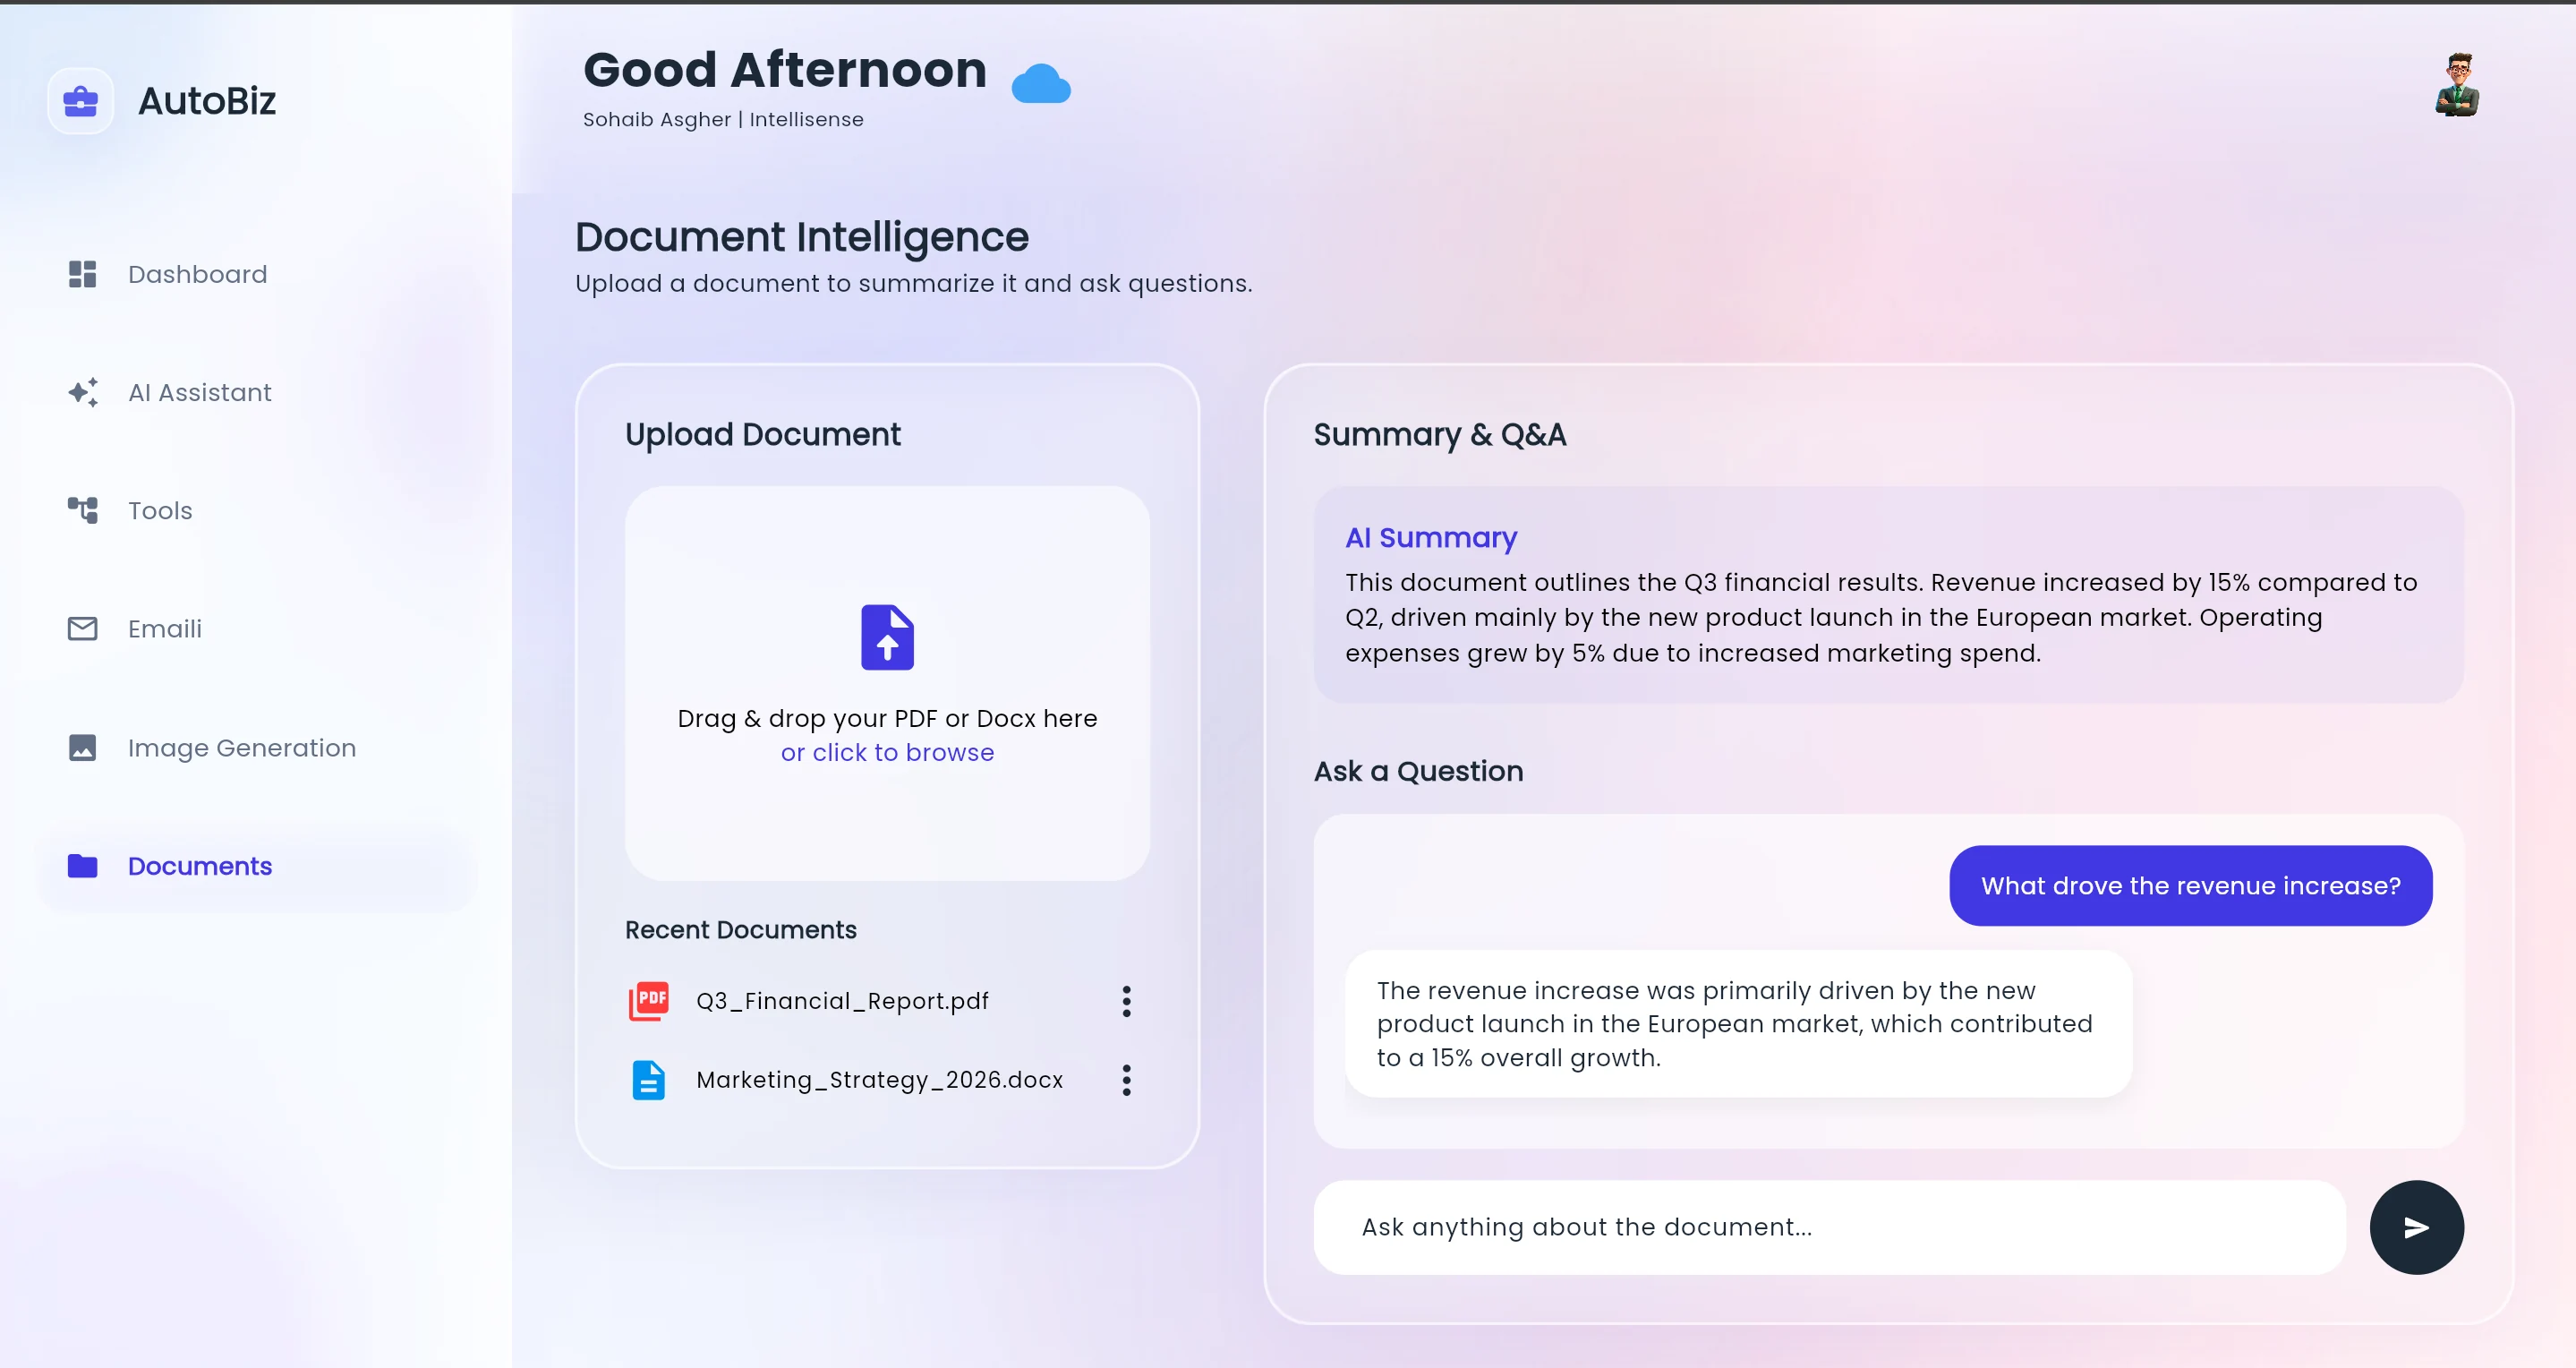 AutoBiz
Dashboard
AI Assistant
Tools
Emaili
Image Generation
Documents
Good Afternoon
Sohaib Asgher | Intellisense
Document Intelligence
Upload a document to summarize it and ask questions.
Upload Document
Drag & drop your PDF or Docx here
or click to browse
Recent Documents
PDF
Q3_Financial_Report.pdf
Marketing_Strategy_2026.docx
Summary & Q&A
AI Summary
This document outlines the Q3 financial results. Revenue increased by 15% compared to
Q2, driven mainly by the new product launch in the European market. Operating
expenses grew by 5% due to increased marketing spend.
Ask a Question
What drove the revenue increase?
The revenue increase was primarily driven by the new
product launch in the European market, which contributed
to a 15% overall growth.
Ask anything about the document...